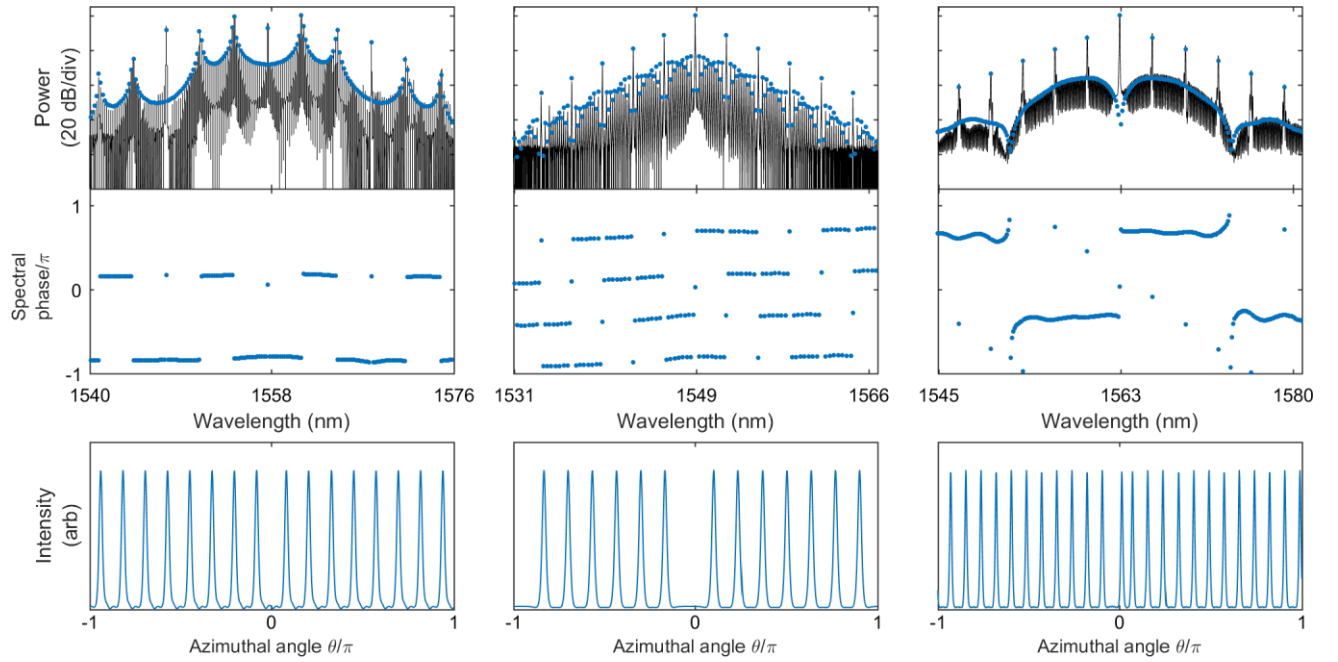 Power
(20 dB/div)
1
0
-1
Spectral
phase/π
1540
1558
1576
Wavelength (nm)
1531
1549
1566
Wavelength (nm)
1545
1563
1580
Wavelength (nm)
Intensity
(arb)
-1
0
1
Azimuthal angle θ/π
-1
0
1
Azimuthal angle θ/π
-1
0
1
Azimuthal angle θ/π